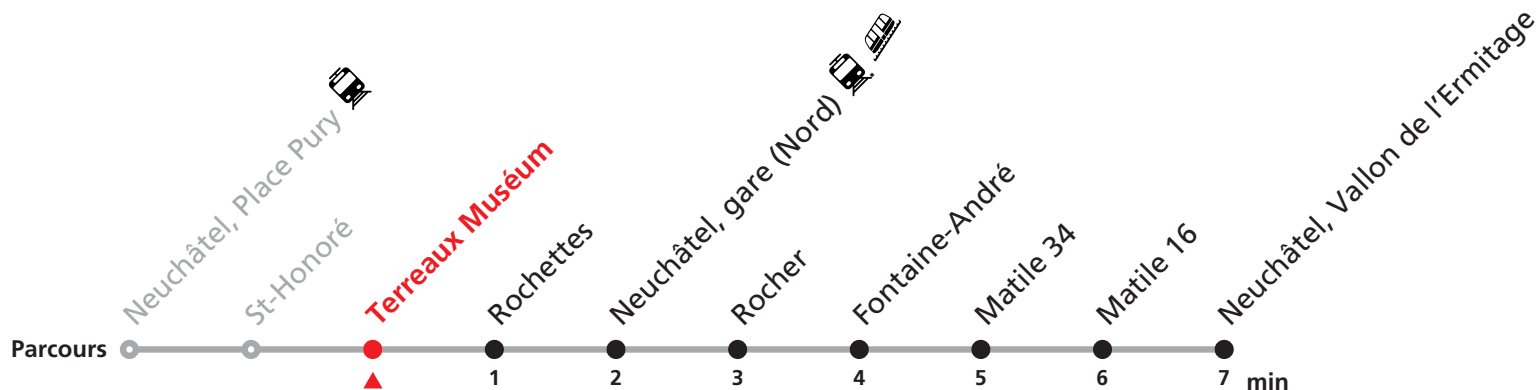 Neuchâtel, Place Pury
St-Honoré
Terreaux Muséum
Rochettes
Neuchâtel, gare (Nord)
Rocher
Fontaine-André
Matile 34
Matile 16
Neuchâtel, Vallon de l'Ermitage
Parcours
1 2 3 4 5 6 7 min